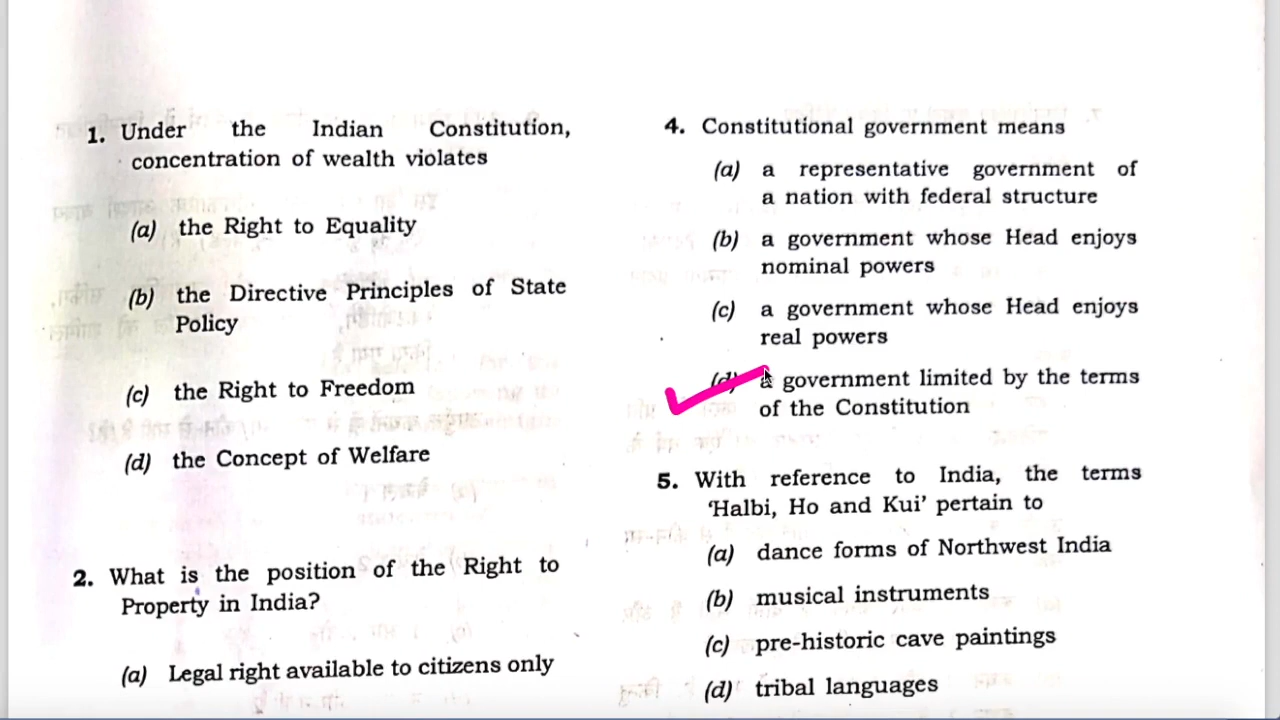 1. Under the Indian Constitution,
concentration of wealth violates
(a) the Right to Equality
(b) the Directive Principles of State
Policy
(c) the Right to Freedom
(d) the Concept of Welfare
2. What is the position of the Right to
Property in India?
(a) Legal right available to citizens only
4. Constitutional government means
(a) a representative government of
a nation with federal structure
(b) a government whose Head enjoys
nominal powers
(c) a government whose Head enjoys
real powers
(d) a government limited by the terms
of the Constitution
5. With reference to India, the terms
‘Halbi, Ho and Kui’ pertain to
(a) dance forms of Northwest India
(b) musical instruments
(c) pre-historic cave paintings
(d) tribal languages